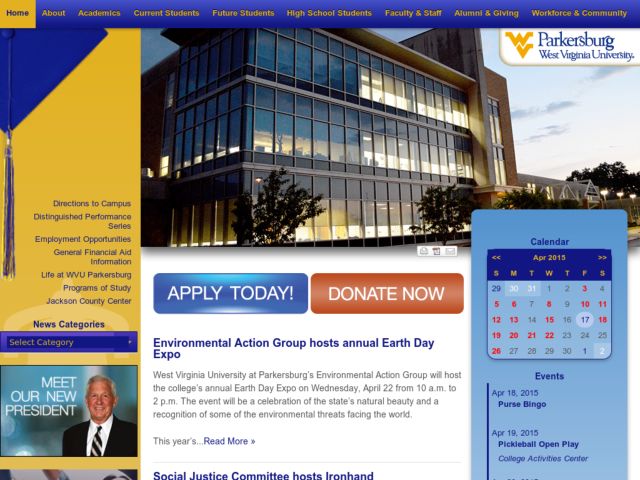 Home About Academics Current Students Future Students High School Students Faculty & Staff Alumni & Giving Workforce & Community
Parkersburg
West Virginia University
Directions to Campus
Distinguished Performance
Series
Employment Opportunities
General Financial Aid
Information
Life at WVU Parkersburg
Programs of Study
Jackson County Center
News Categories
Select Category
MEET
OUR NEW
PRESIDENT
APPLY TODAY!
DONATE NOW
Environmental Action Group hosts annual Earth Day
Expo
West Virginia University at Parkersburg's Environmental Action Group will host
the college's annual Earth Day Expo on Wednesday, April 22 from 10 a.m. to
2 p.m. The event will be a celebration of the state's natural beauty and a
recognition of some of the environmental threats facing the world.
This year's...Read More »
Social Justice Committee hosts Ironhand
Calendar
<< Apr 2015 >>
S M T W T F S
29 30 31 1 2 3 4
5 6 7 8 9 10 11
12 13 14 15 16 17 18
19 20 21 22 23 24 25
26 27 28 29 30 1 2
Events
Apr 18, 2015
Purse Bingo
Apr 19, 2015
Pickleball Open Play
College Activities Center